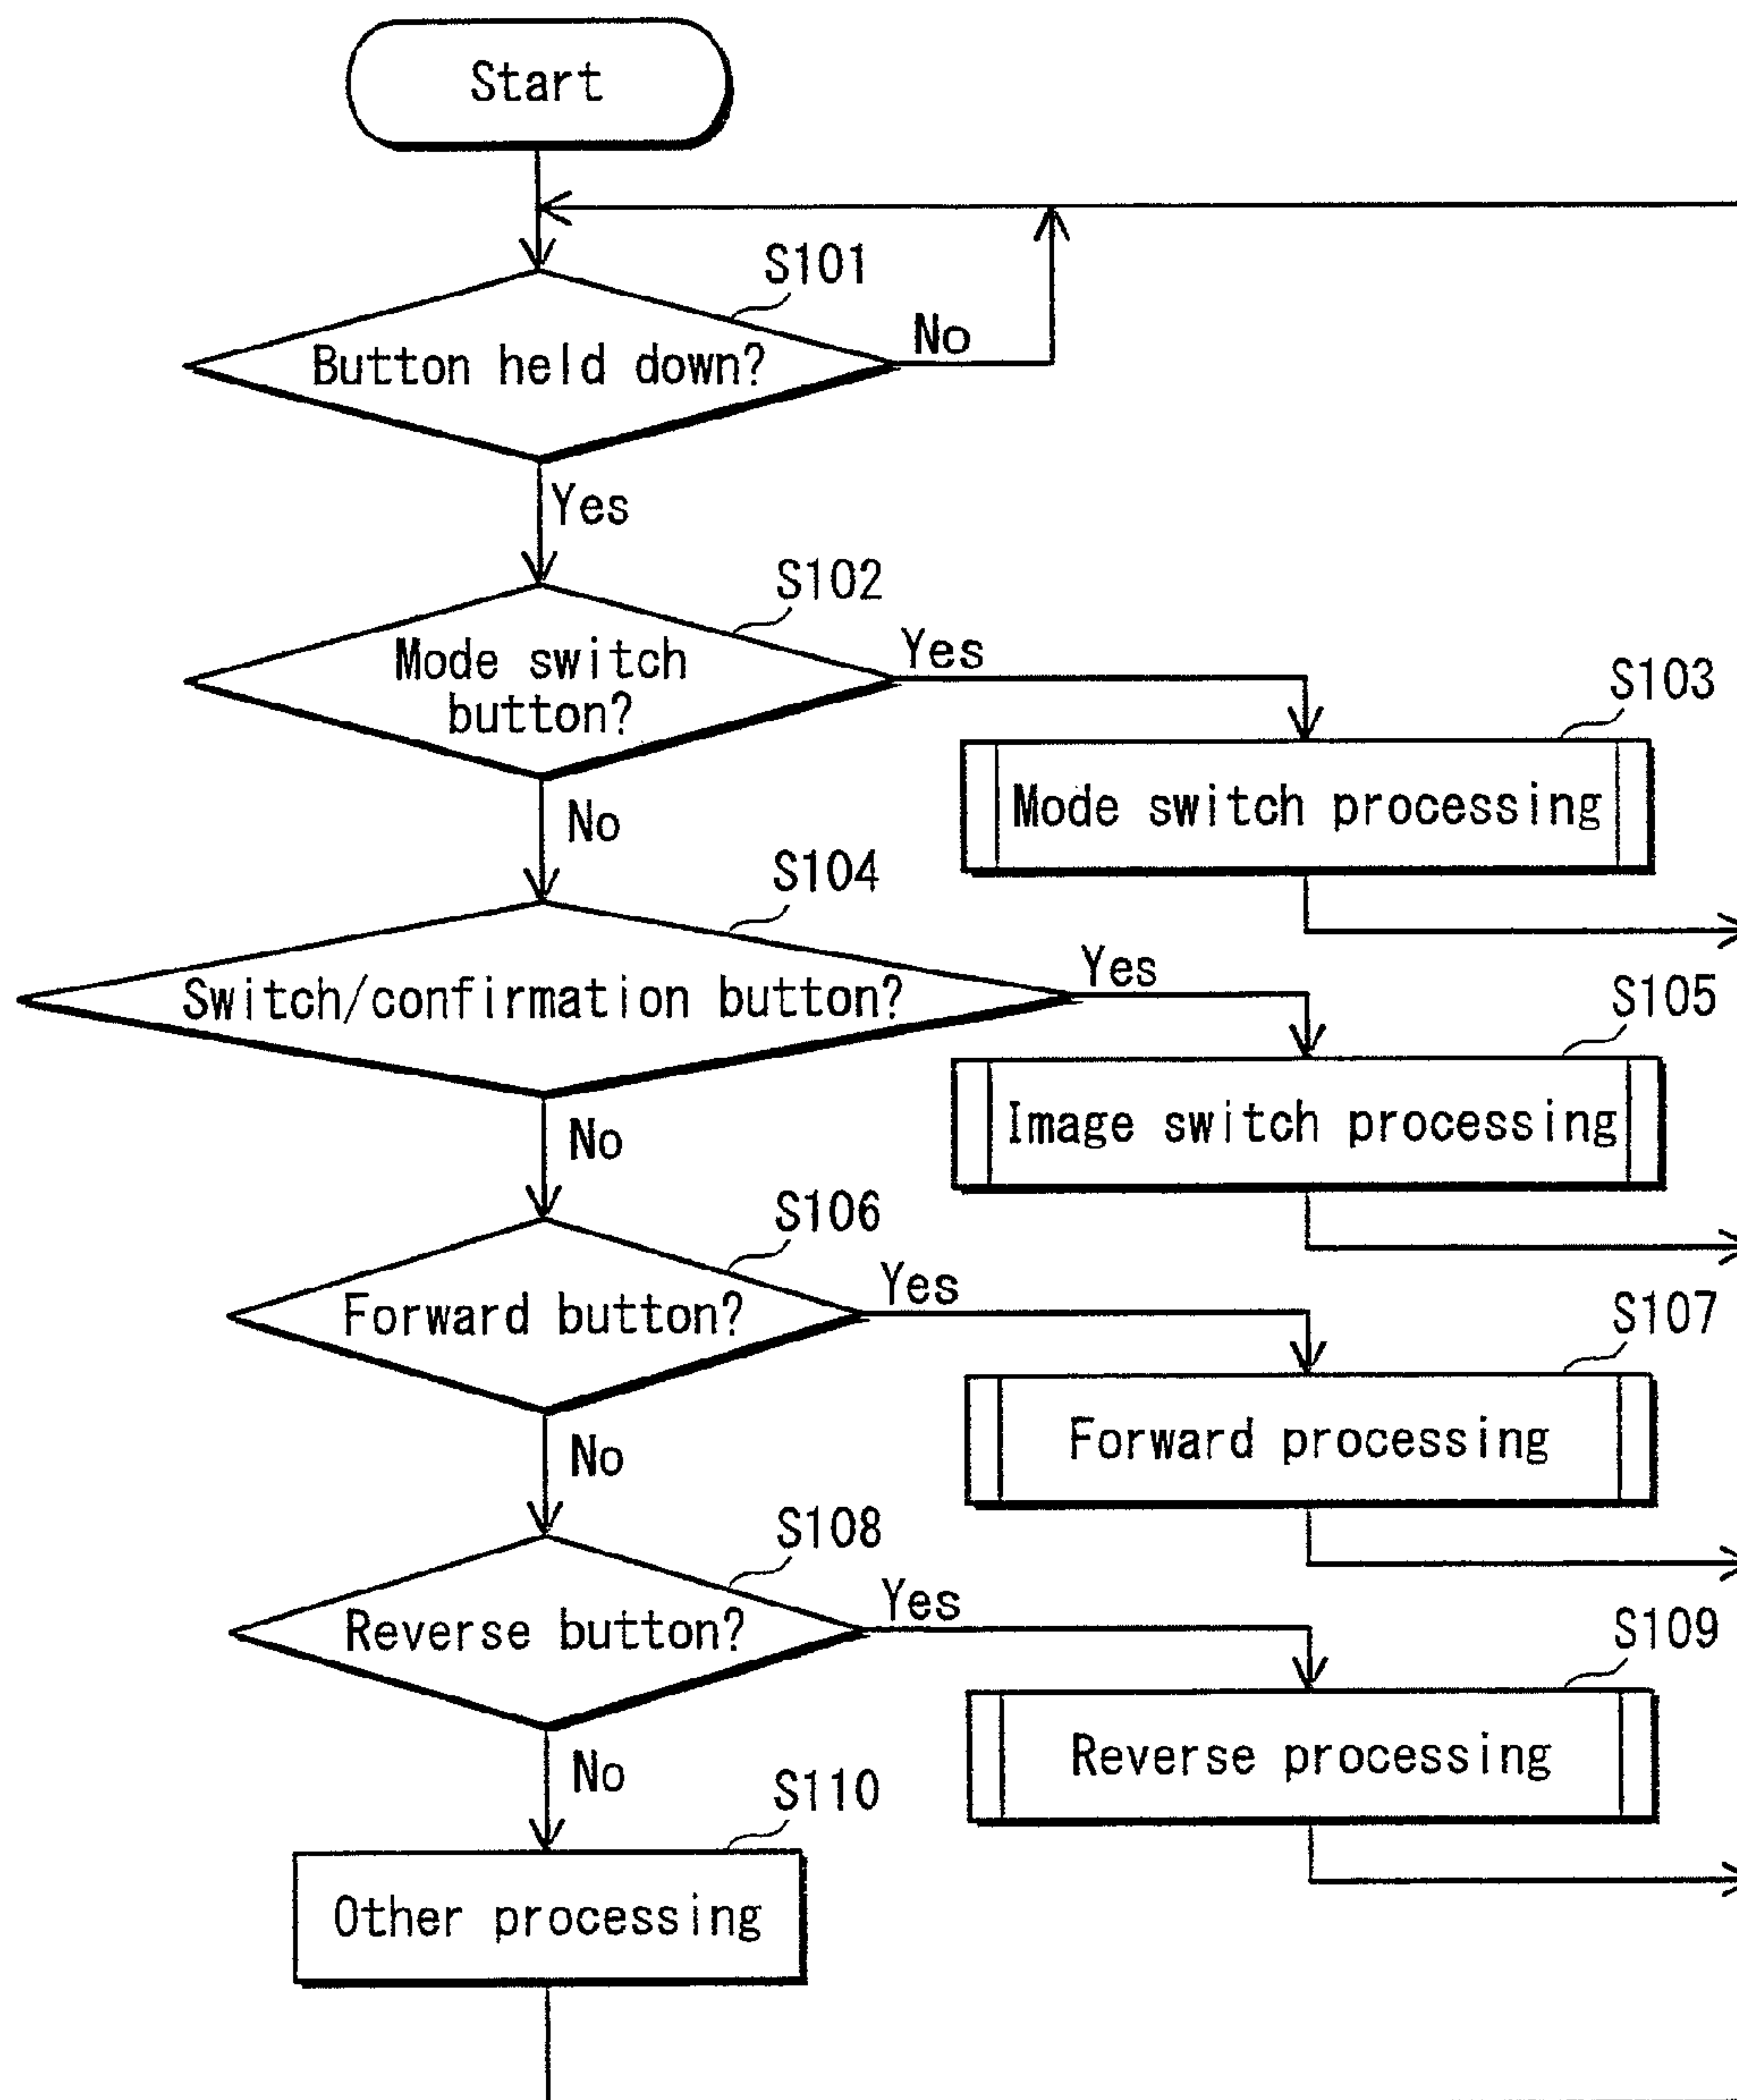 Start
S101
Button held down?
No
Yes
S102
Mode switch
button?
Yes
S103
Mode switch processing
No
S104
Switch/confirmation button?
Yes
S105
Image switch processing
No
S106
Forward button?
Yes
S107
Forward processing
No
S108
Reverse button?
Yes
S109
Reverse processing
No
S110
Other processing